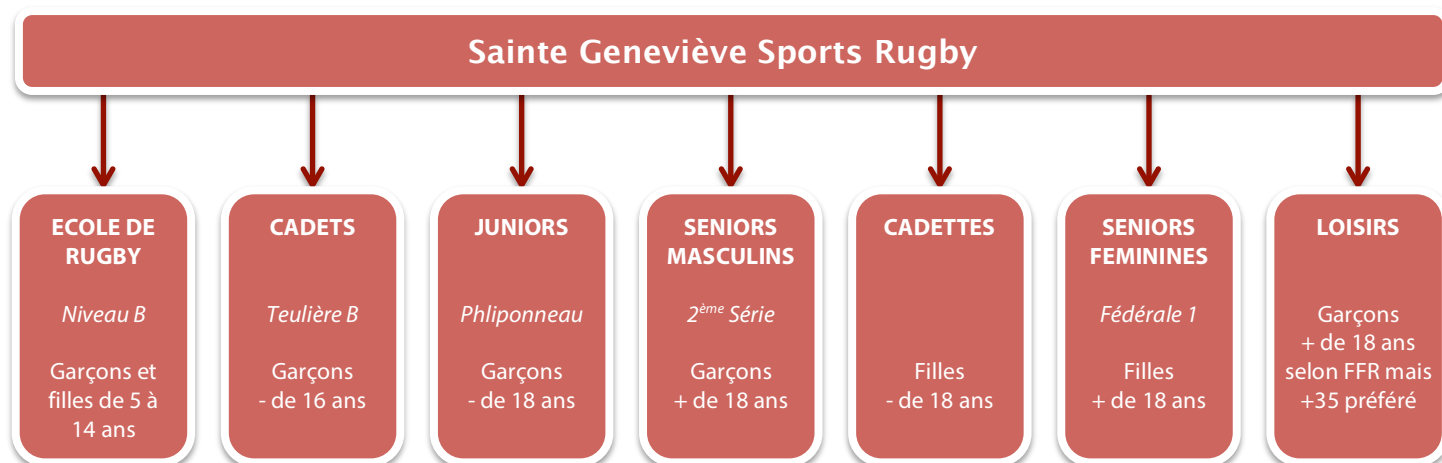 Sainte Geneviève Sports Rugby
ECOLE DE
RUGBY
Niveau B
Garçons et
filles de 5 à
14 ans
CADETS
Teulière B
Garçons
- de 16 ans
JUNIORS
Phliponneau
Garçons
- de 18 ans
SENIORS
MASCULINS
2ème Série
Garçons
+ de 18 ans
CADETTES
Filles
- de 18 ans
SENIORS
FEMININES
Fédérale 1
Filles
+ de 18 ans
LOISIRS
Garçons
+ de 18 ans
selon FFR mais
+35 préféré